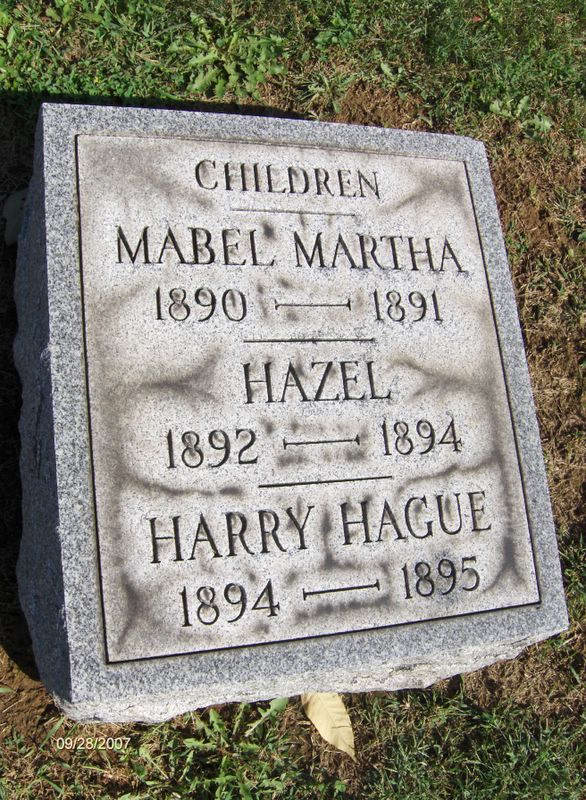 CHILDREN
MABEL MARTHA
1890 — 1891
HAZEL
1892 — 1894
HARRY HAGUE
1894 — 1895
09/28/2007